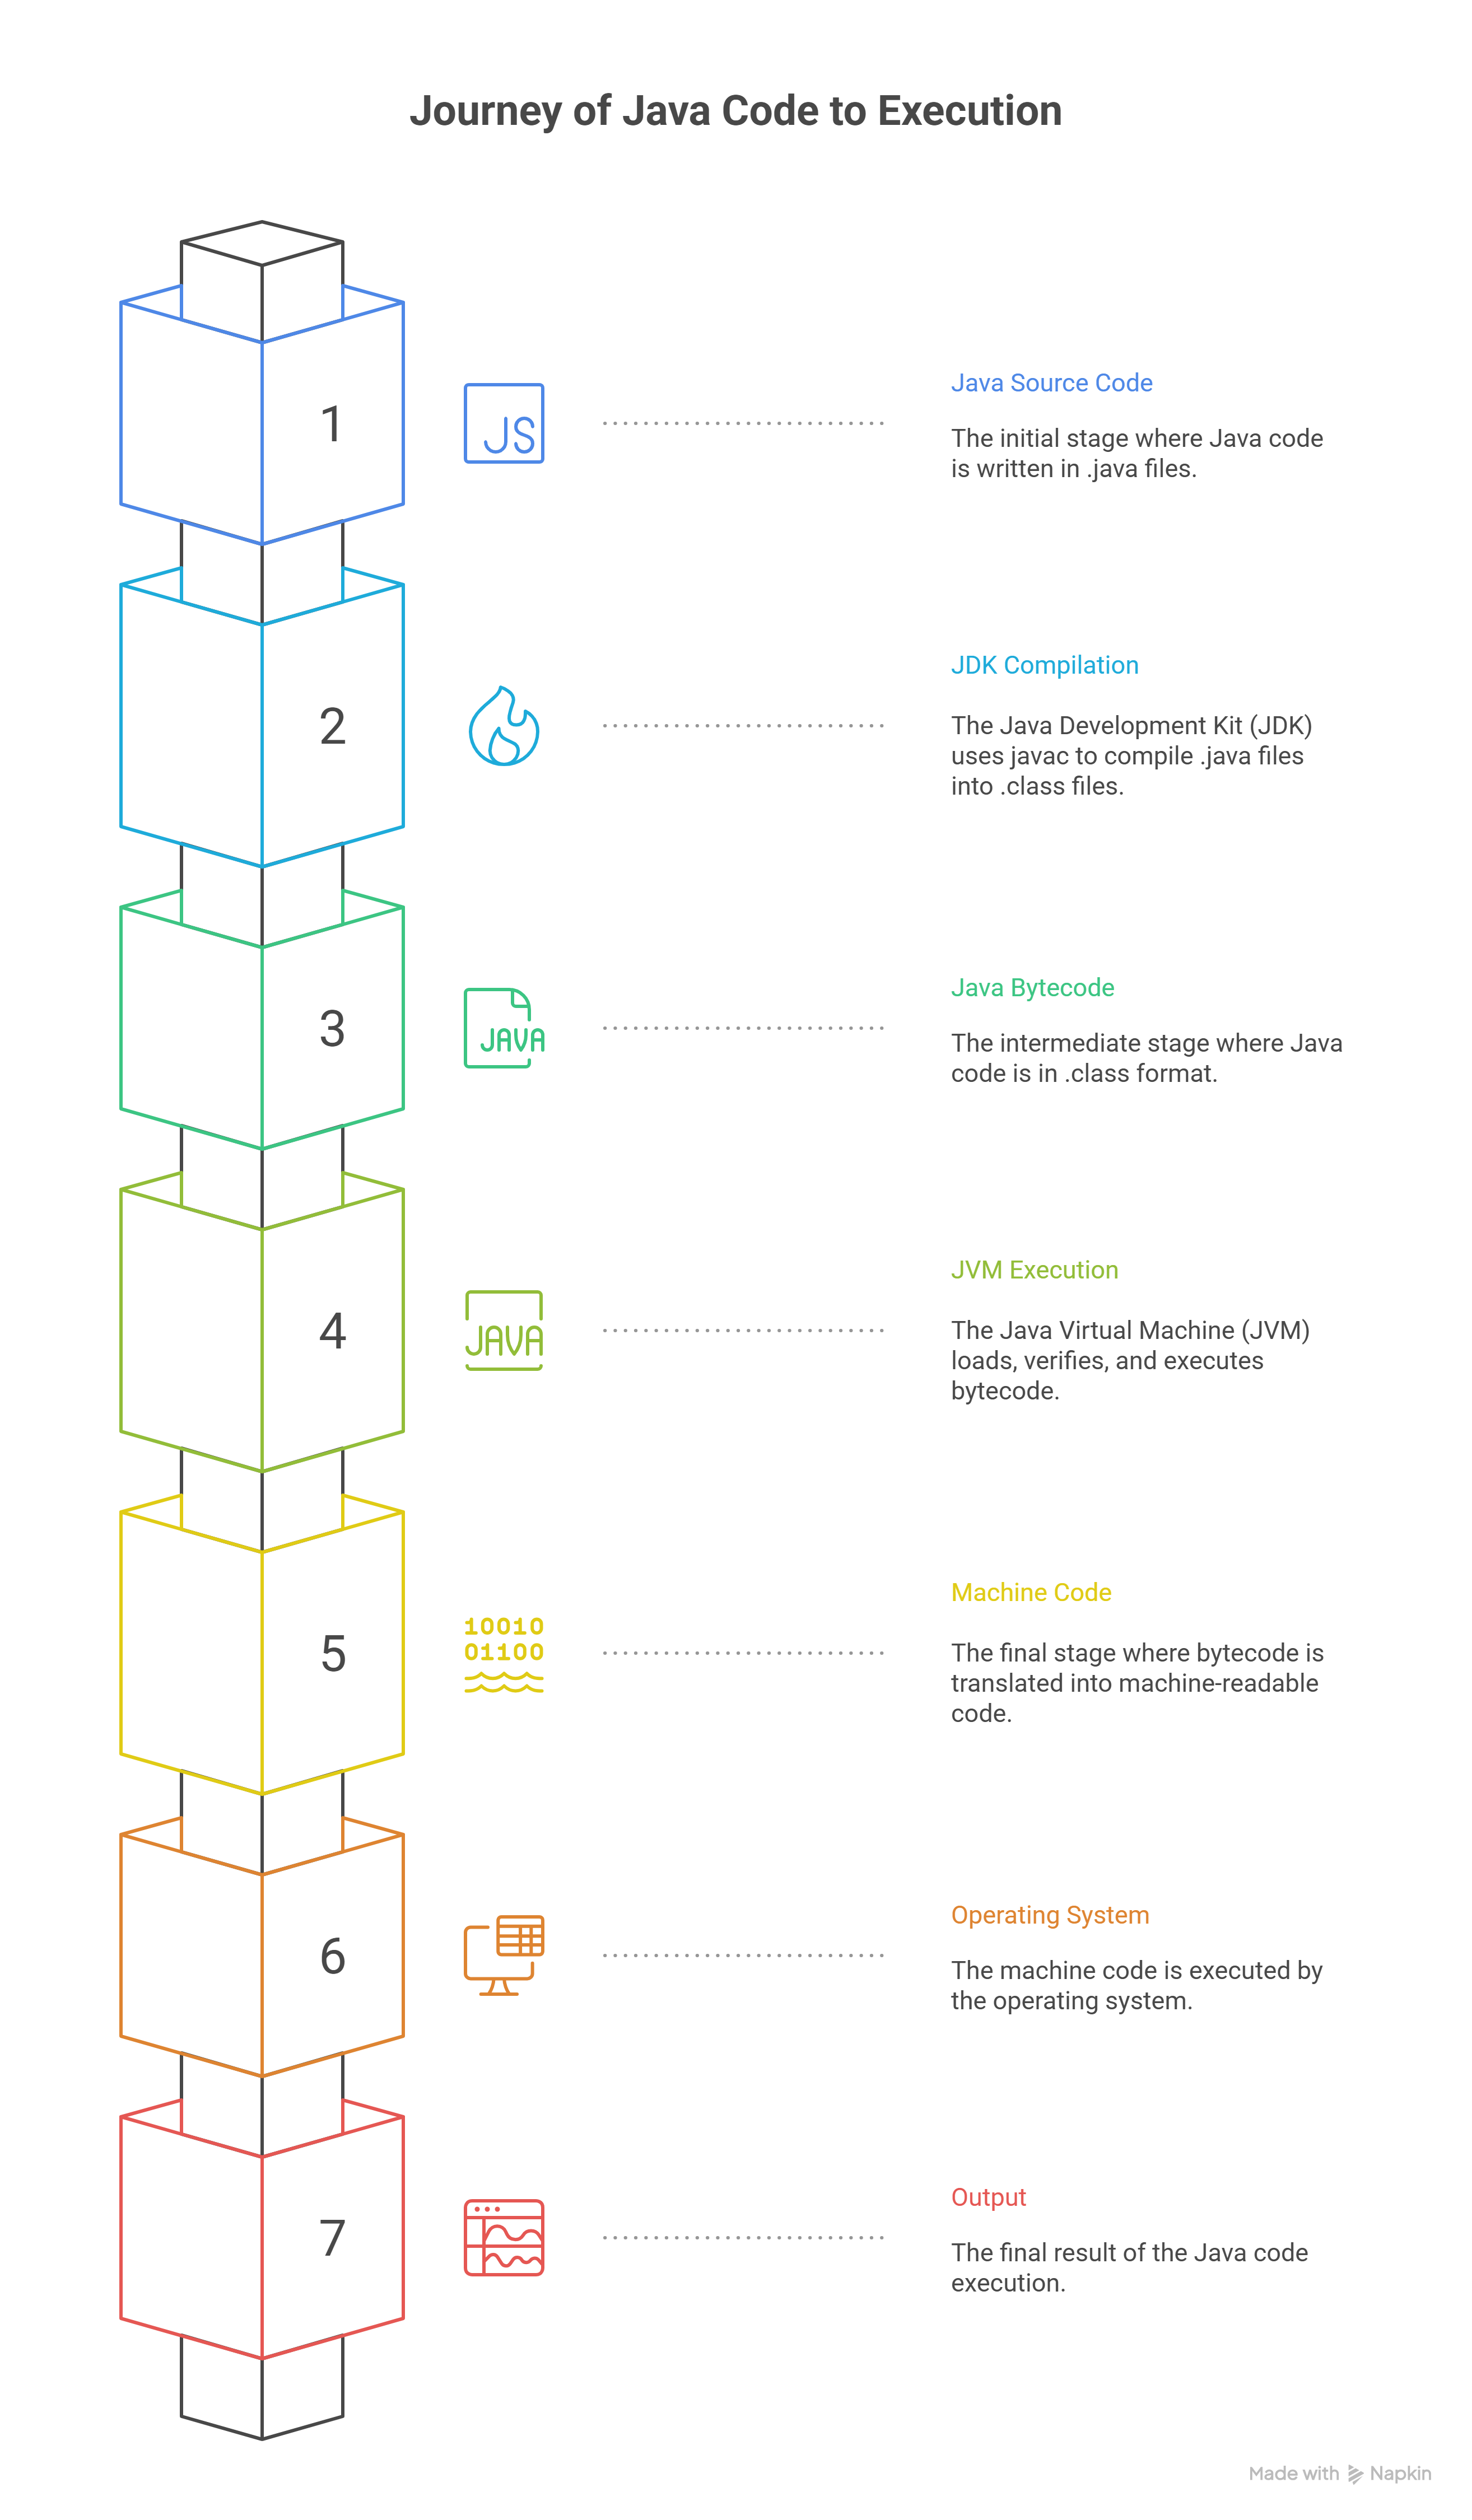 Journey of Java Code to Execution
1
JS
Java Source Code
The initial stage where Java code
is written in .java files.
2
JDK Compilation
The Java Development Kit (JDK)
uses javac to compile .java files
into .class files.
3
JAVA
Java Bytecode
The intermediate stage where Java
code is in .class format.
4
JAVA
JVM Execution
The Java Virtual Machine (JVM)
loads, verifies, and executes
bytecode.
5
10010
01100
Machine Code
The final stage where bytecode is
translated into machine-readable
code.
6
Operating System
The machine code is executed by
the operating system.
7
Output
The final result of the Java code
execution.
Made with Napkin